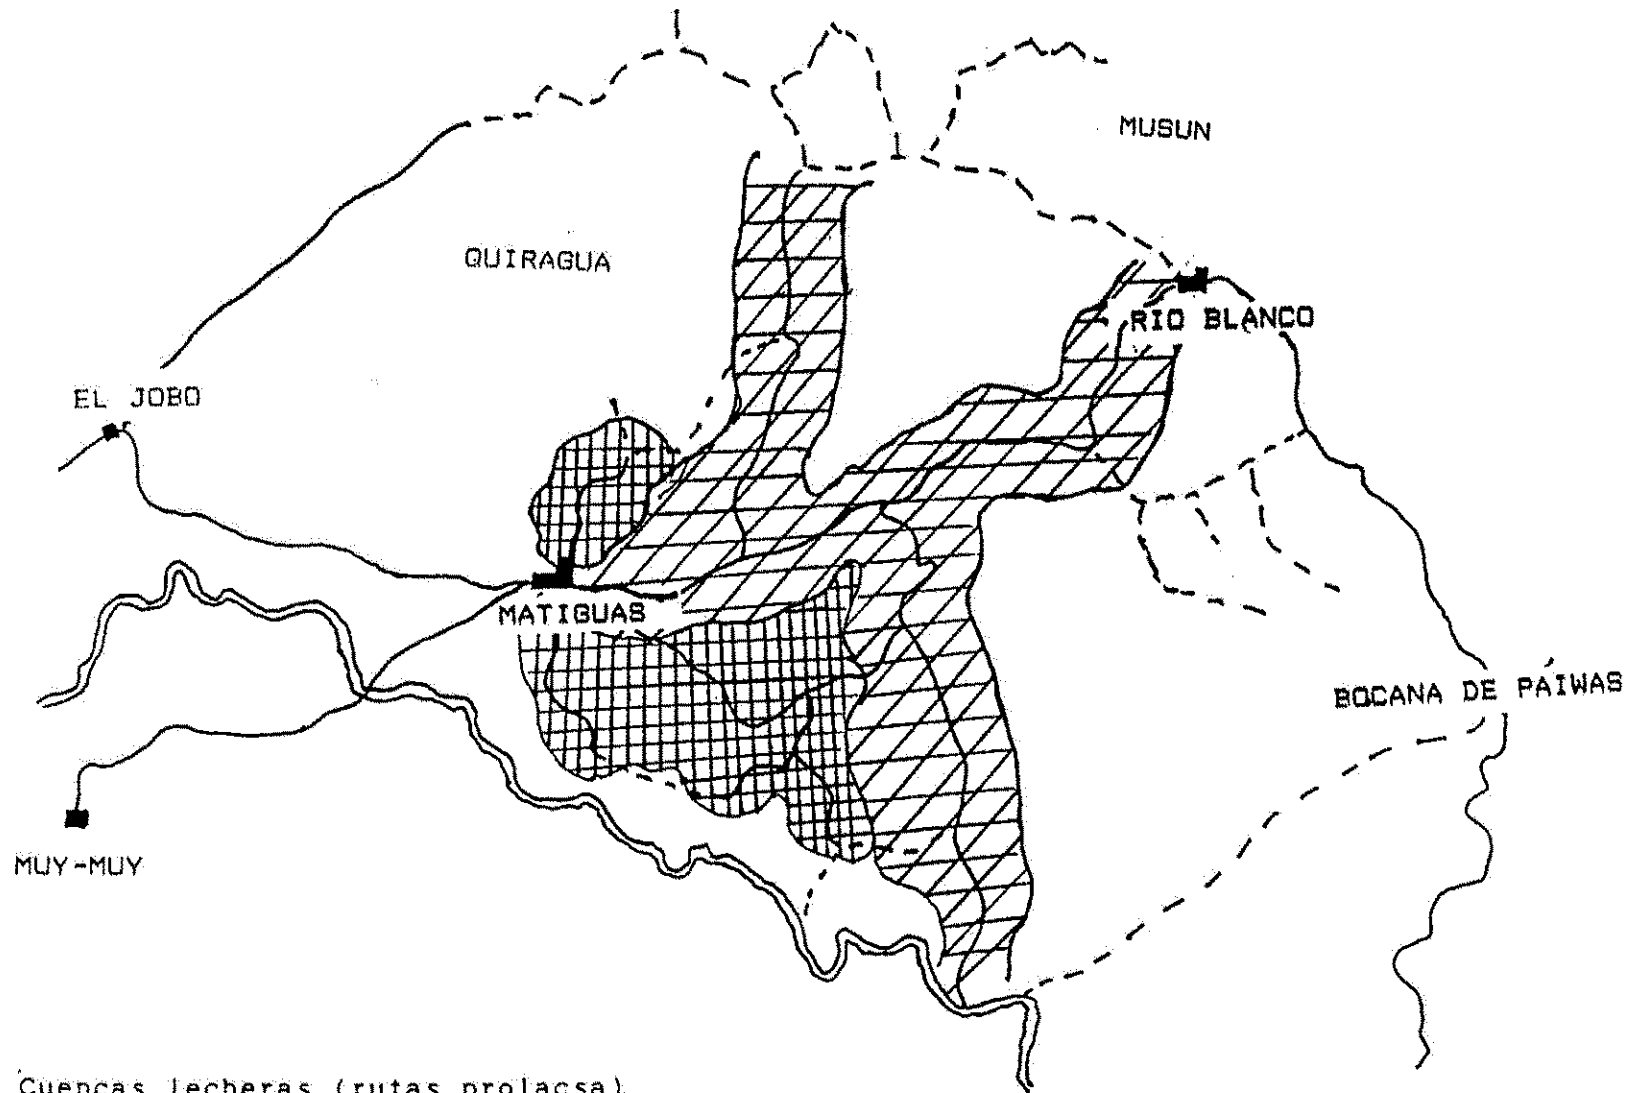 MUSUN
QUIRAGUA
RIO BLANCO
EL JOBO
MATIGUAS
BOCANA DE PAIWAS
MUY-MUY
Cuencas lecheras (rutas prolacsa)